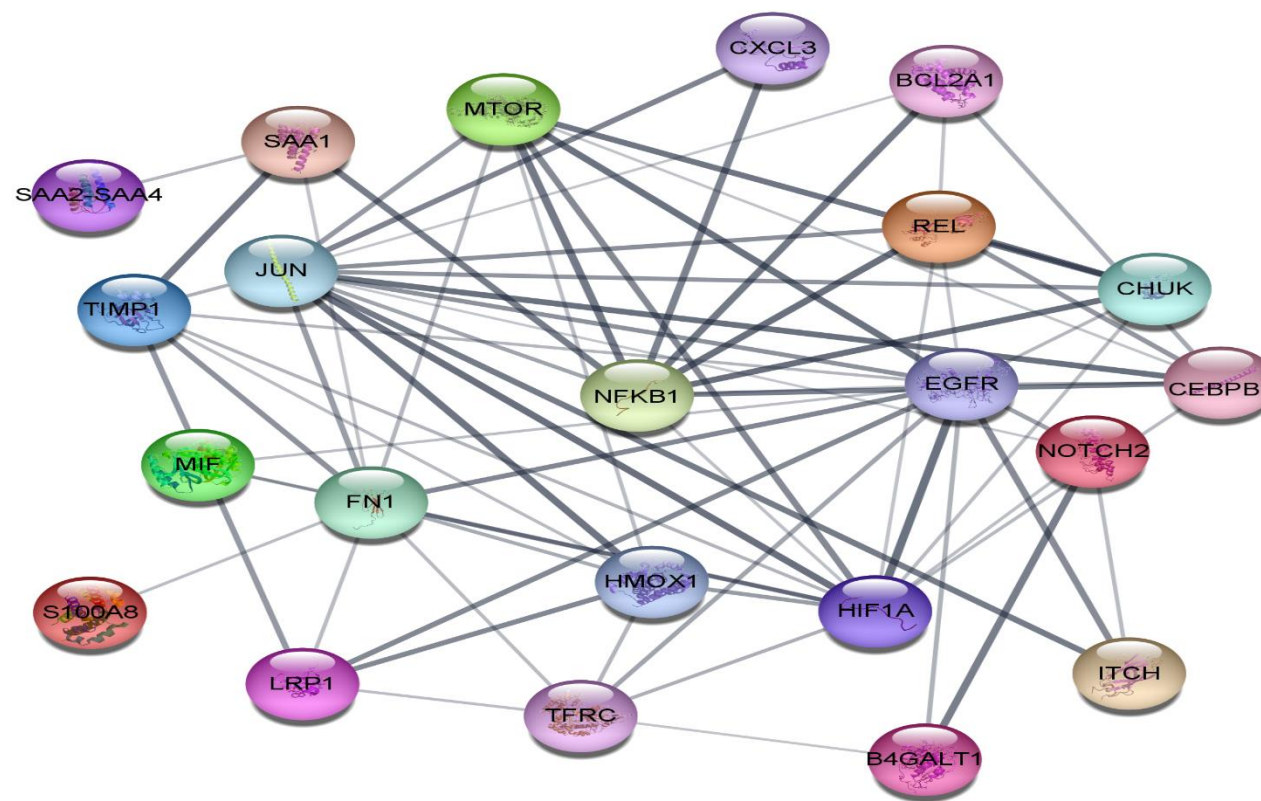 CXCL3
BCL2A1
MTOR
SAA1
SAA2-SAA4
REL
JUN
CHUK
TIMP1
EGFR
CEBPB
NFKB1
NOTCH2
MIF
FN1
HMOX1
HIF1A
S100A8
ITCH
LRP1
TFRC
B4GALT1